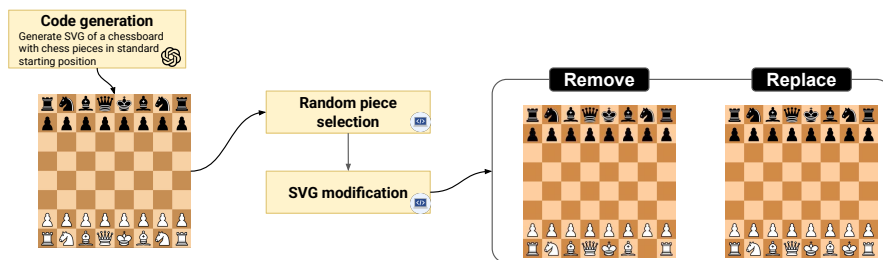 Code generation
Generate SVG of a chessboard
with chess pieces in standard
starting position
Random piece
selection
SVG modification
Remove
Replace